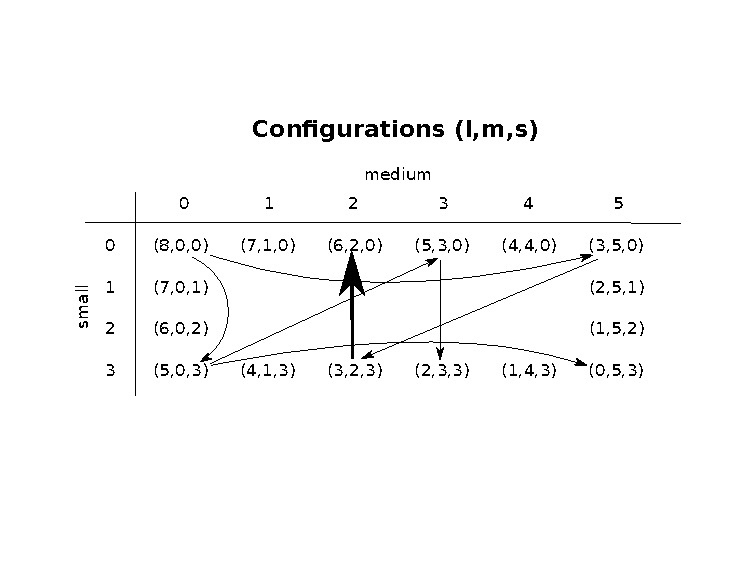 Configurations (l,m,s)
medium
0 1 2 3 4 5
small
0 (8,0,0) (7,1,0) (6,2,0) (5,3,0) (4,4,0) (3,5,0)
1 (7,0,1) (2,5,1)
2 (6,0,2) (1,5,2)
3 (5,0,3) (4,1,3) (3,2,3) (2,3,3) (1,4,3) (0,5,3)